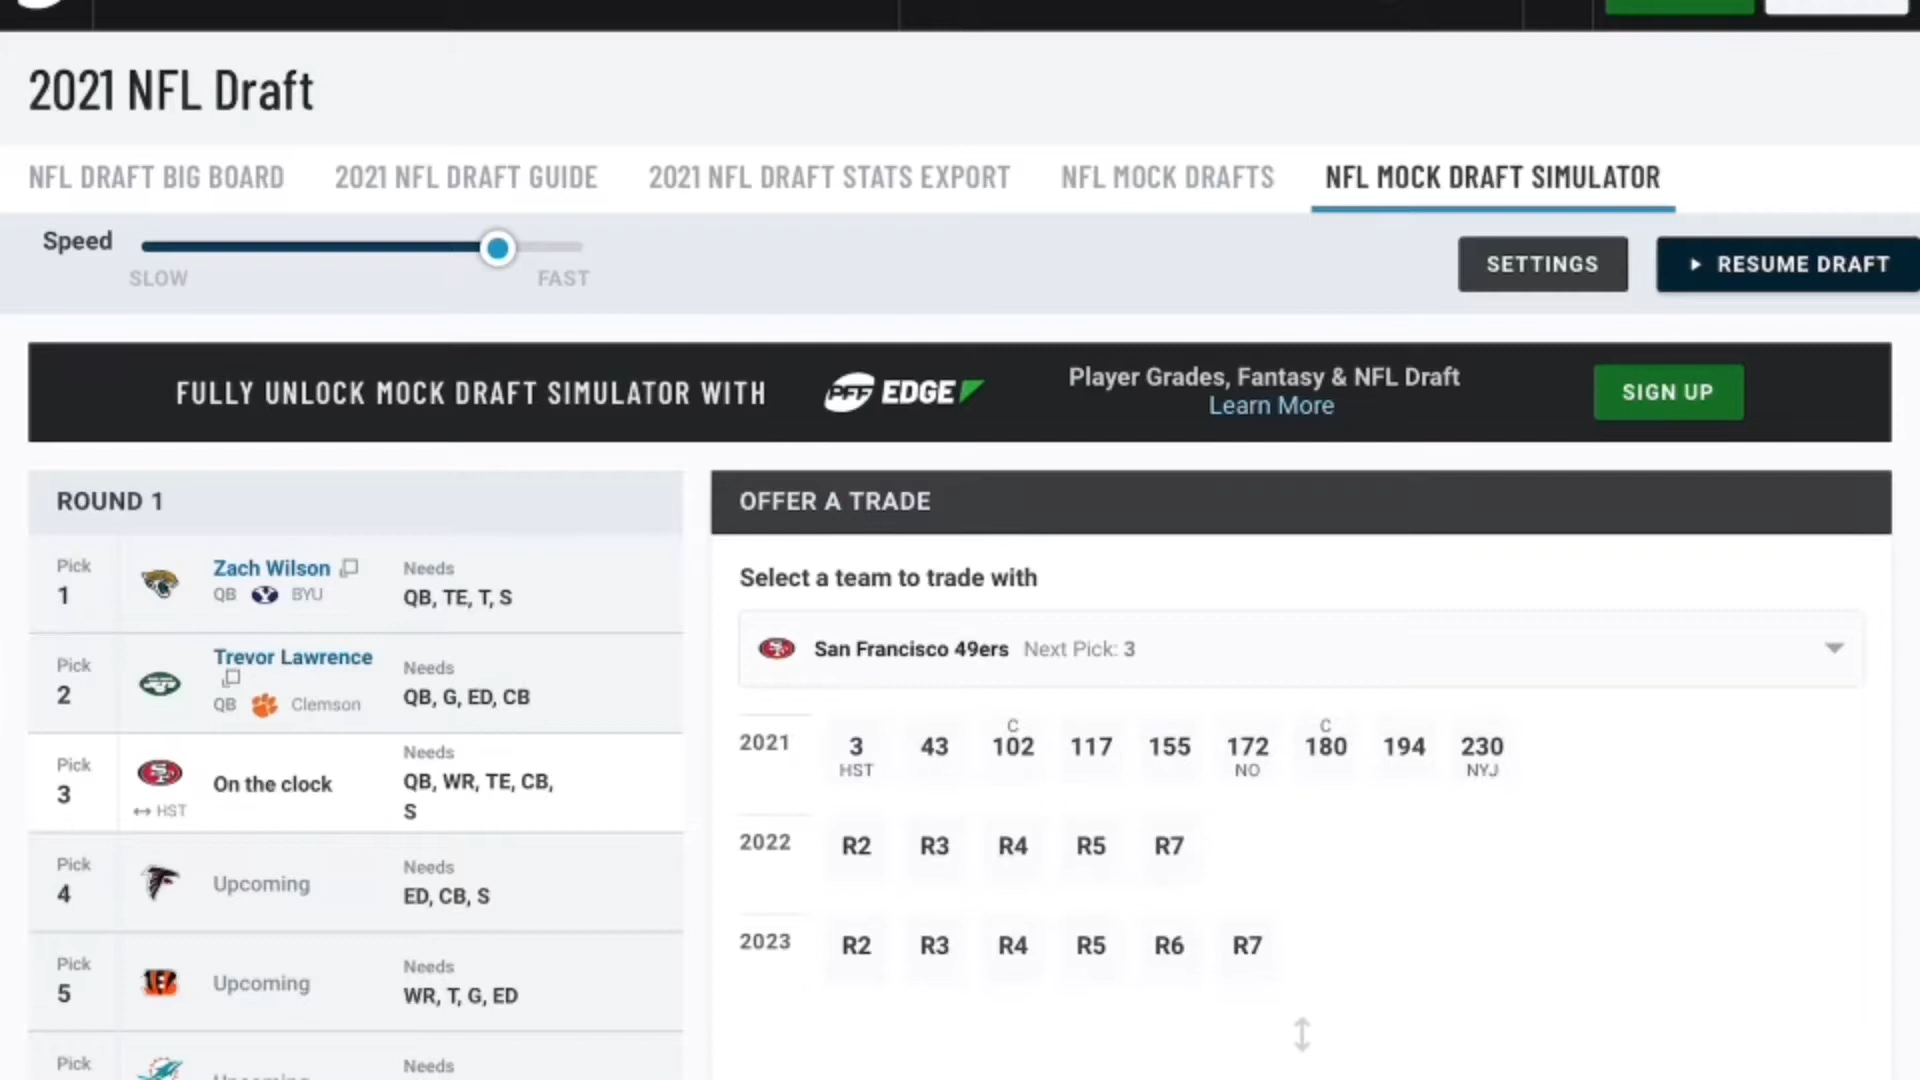 2021 NFL Draft
NFL DRAFT BIG BOARD 2021 NFL DRAFT GUIDE 2021 NFL DRAFT STATS EXPORT NFL MOCK DRAFTS NFL MOCK DRAFT SIMULATOR
Speed
SLOW FAST
SETTINGS RESUME DRAFT
FULLY UNLOCK MOCK DRAFT SIMULATOR WITH PFF EDGE
Player Grades, Fantasy & NFL Draft
Learn More
SIGN UP
ROUND 1
Pick
1
Zach Wilson
QB BYU
Needs
QB, TE, T, S
Pick
2
Trevor Lawrence
QB Clemson
Needs
QB, G, ED, CB
Pick
3
HST
On the clock
Needs
QB, WR, TE, CB,
S
Pick
4
Upcoming
Needs
ED, CB, S
Pick
5
Upcoming
Needs
WR, T, G, ED
Pick
Needs
OFFER A TRADE
Select a team to trade with
San Francisco 49ers Next Pick: 3
C C
2021 3 43 102 117 155 172 180 194 230
HST NO NYJ
2022 R2 R3 R4 R5 R7
2023 R2 R3 R4 R5 R6 R7